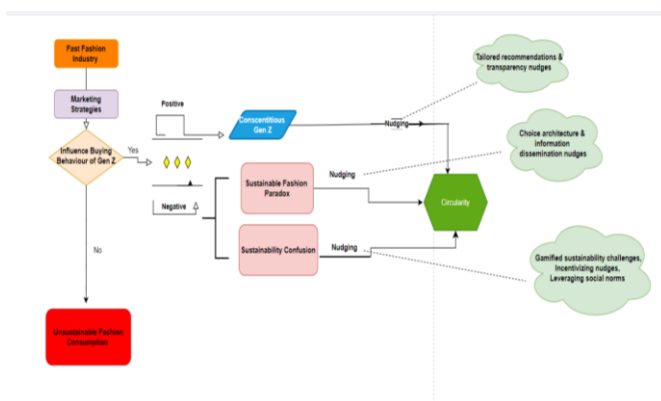 Fast Fashion
Industry
Marketing
Strategies
Influence Buying
Behaviour of Gen Z
Yes
No
Unsustainable Fashion
Consumption
Positive
Negative
Conscentitious
Gen Z
Sustainable Fashion
Paradox
Sustainability Confusion
Nudging
Nudging
Nudging
Circularity
Tailored recommendations &
transparency nudges
Choice architecture &
information
dissemination nudges
Gamified sustainability challenges,
Incentivizing nudges,
Leveraging social norms